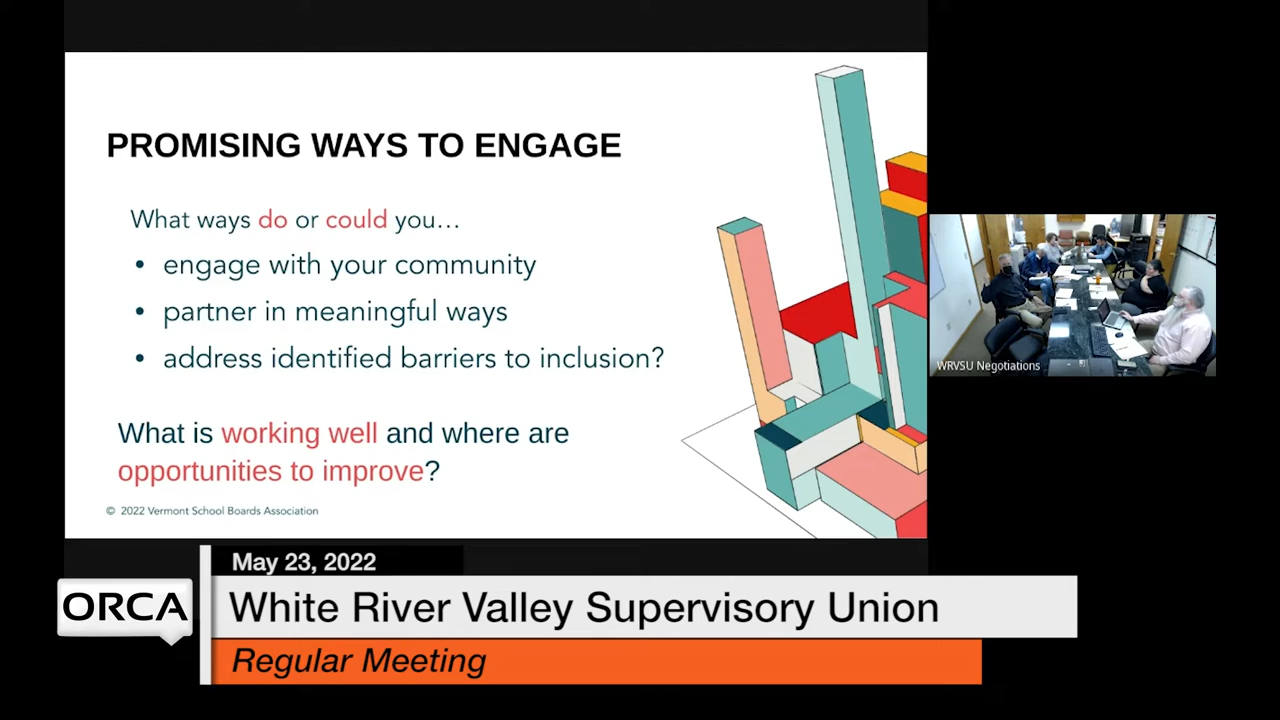 PROMISING WAYS TO ENGAGE
What ways do or could you…
• engage with your community
• partner in meaningful ways
• address identified barriers to inclusion?
What is working well and where are
opportunities to improve?
© 2022 Vermont School Boards Association
WRVSU Negotiations
May 23, 2022
ORCA
White River Valley Supervisory Union
Regular Meeting